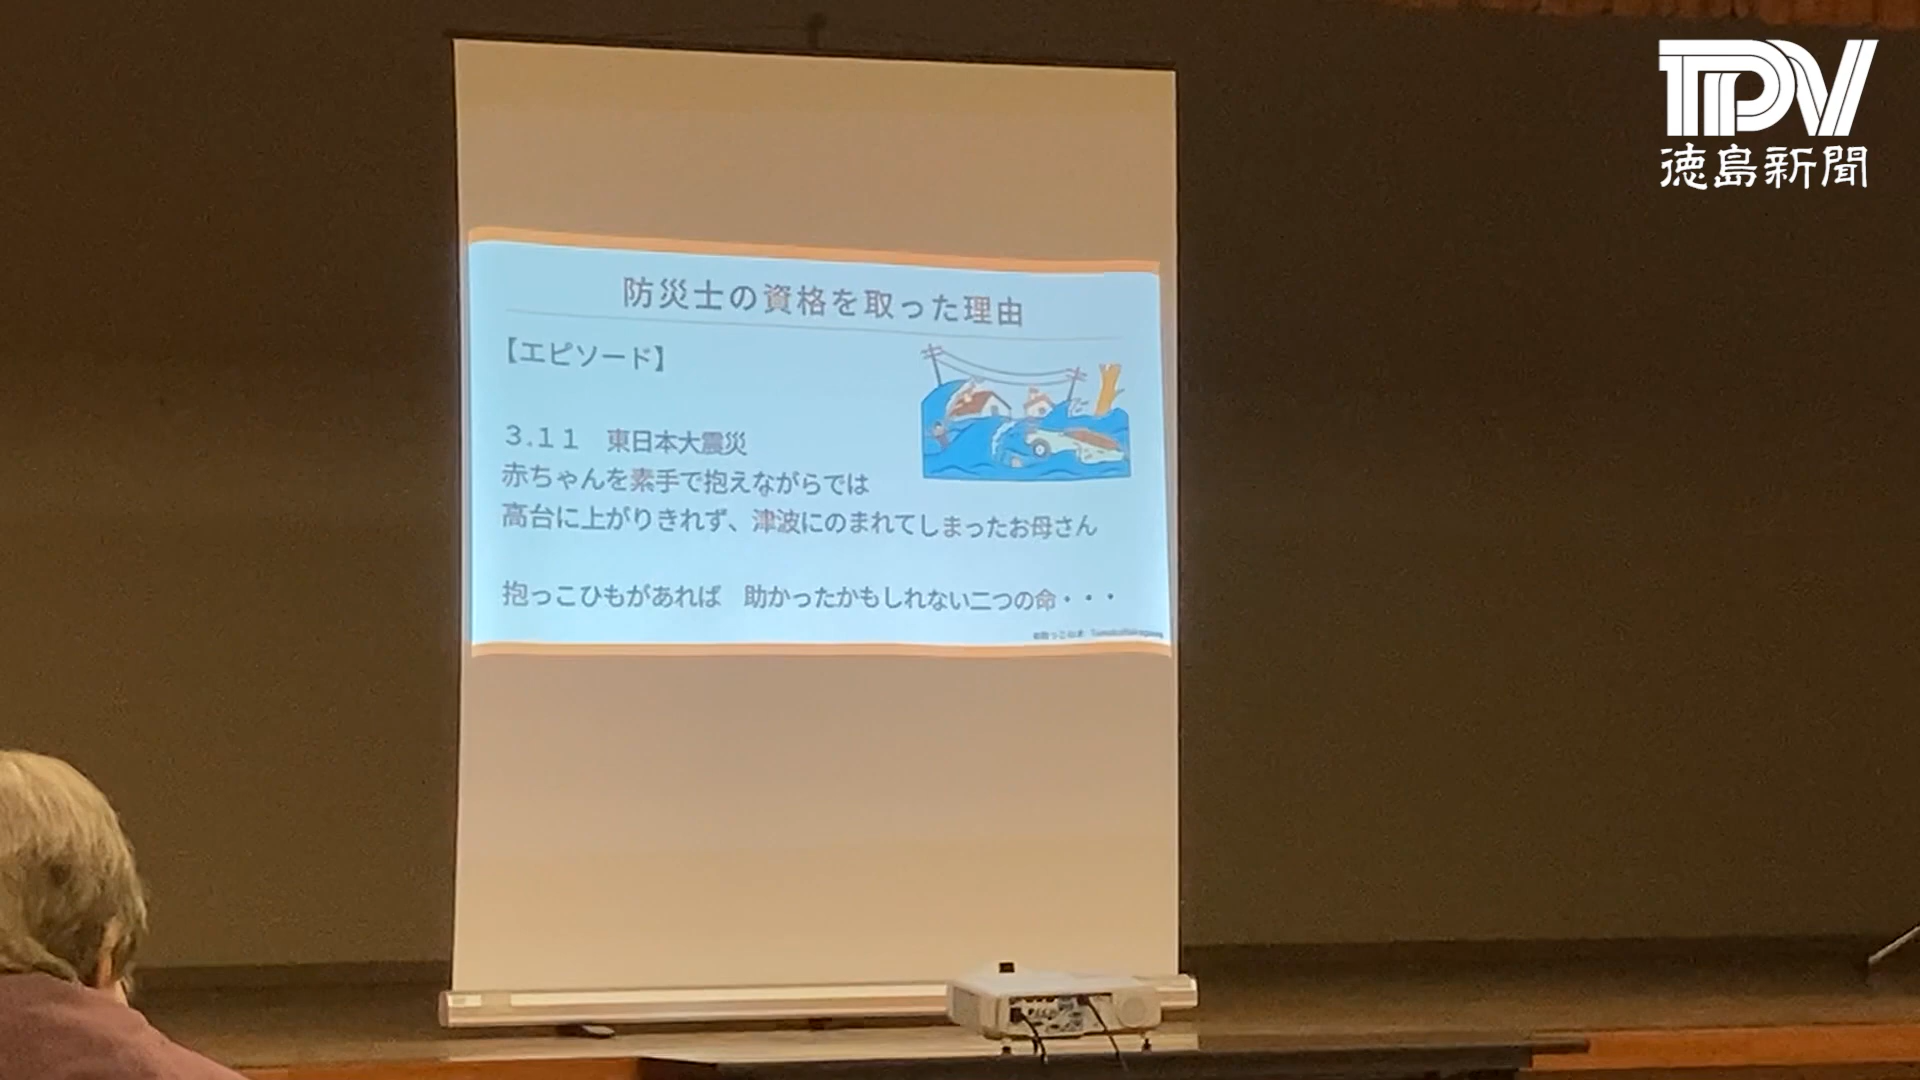 TPV
徳島新聞
防災士の資格を取った理由
【エピソード】
3.11 東日本大震災
赤ちゃんを素手で抱えながらでは
高台に上がりきれず、津波にのまれてしまったお母さん
抱っこひもがあれば 助かったかもしれない二つの命・・・